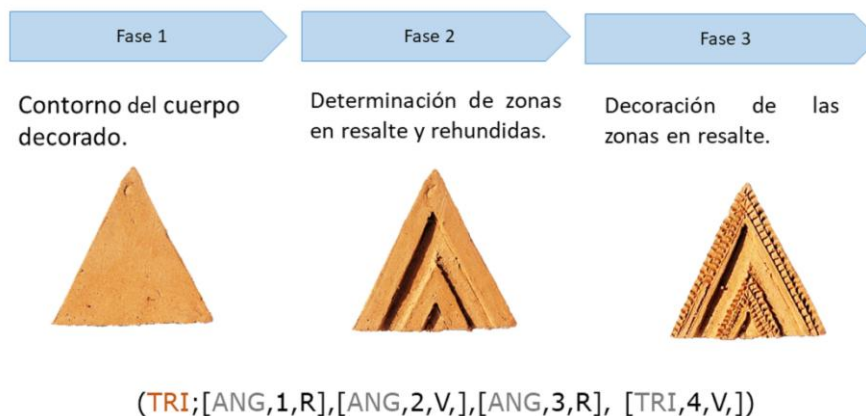 Fase 1
Fase 2
Fase 3
Contorno del cuerpo
decorado.
Determinación de zonas
en resalte y rehundidas.
Decoración de las
zonas en resalte.
(TRI;[ANG,1,R],[ANG,2,V,],[ANG,3,R], [TRI,4,V,])